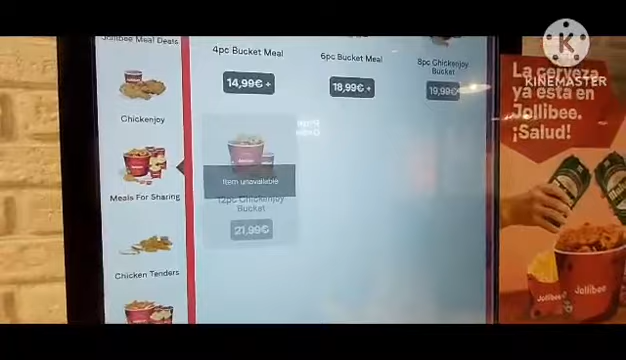 Jollibee Meal Deals
4pc Bucket Meal
14,99€ +
6pc Bucket Meal
18,99€ +
8pc Chickenjoy
Bucket
19,99€
Chickenjoy
Meals For Sharing
Item unavailable
12pc Chickenjoy
Bucket
21,99€
Chicken Tenders
La cerveza
ya está en
Jollibee.
¡Salud!
Jollibee
Jollibee
K
KINEMASTER